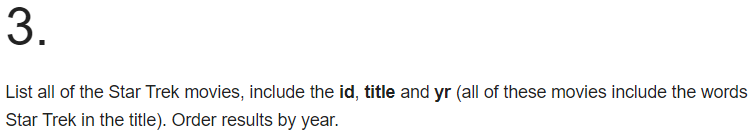 3.
List all of the Star Trek movies, include the id, title and yr (all of these movies include the words
Star Trek in the title). Order results by year.